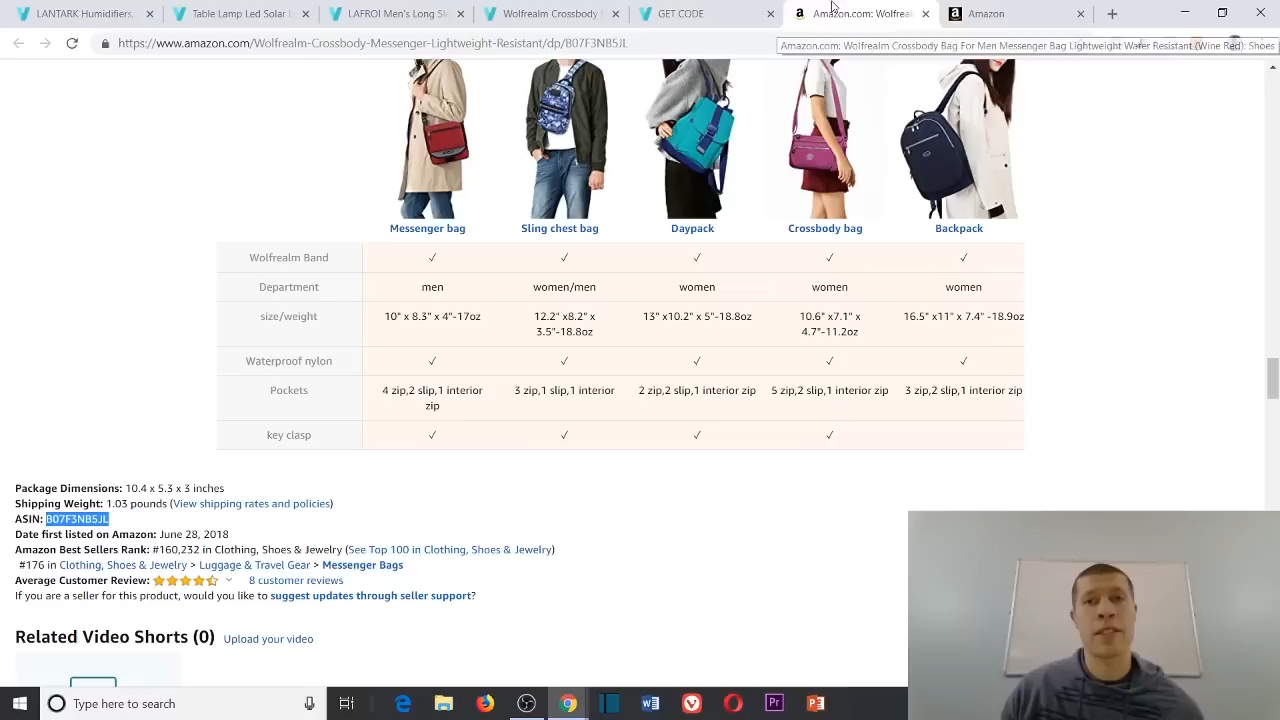 LANTARK Humidifiers,
Table Lamp Led Solar L
LAFROI Men's Long Sl
Wolfrealm Crossbody
GET CODE
Amazon.com: Wolfrealm
Amazon
https://www.amazon.com/Wolfrealm-Crossbody-Messenger-Lightweight-Resistant/dp/B07F3NB5JL
Amazon.com: Wolfrealm Crossbody Bag For Men Messenger Bag Lightweight Water Resistant (Wine Red): Shoes
Messenger bag Sling chest bag Daypack Crossbody bag Backpack
Wolfrealm Band ✓ ✓ ✓ ✓ ✓
Department men women/men women women women
size/weight 10" x 8.3" x 4"-17oz 12.2" x8.2" x 3.5"-18.8oz 13" x10.2" x 5"-18.8oz 10.6" x7.1" x 4.7"-11.2oz 16.5" x11" x 7.4" -18.9oz
Waterproof nylon ✓ ✓ ✓ ✓ ✓
Pockets 4 zip,2 slip,1 interior zip 3 zip,1 slip,1 interior 2 zip,2 slip,1 interior zip 5 zip,2 slip,1 interior zip 3 zip,2 slip,1 interior zip
key clasp ✓ ✓ ✓ ✓
Package Dimensions: 10.4 x 5.3 x 3 inches
Shipping Weight: 1.03 pounds (View shipping rates and policies)
ASIN: B07F3NB5JL
Date first listed on Amazon: June 28, 2018
Amazon Best Sellers Rank: #160,232 in Clothing, Shoes & Jewelry (See Top 100 in Clothing, Shoes & Jewelry)
#176 in Clothing, Shoes & Jewelry > Luggage & Travel Gear > Messenger Bags
Average Customer Review: 8 customer reviews
If you are a seller for this product, would you like to suggest updates through seller support?
Related Video Shorts (0) Upload your video
Type here to search